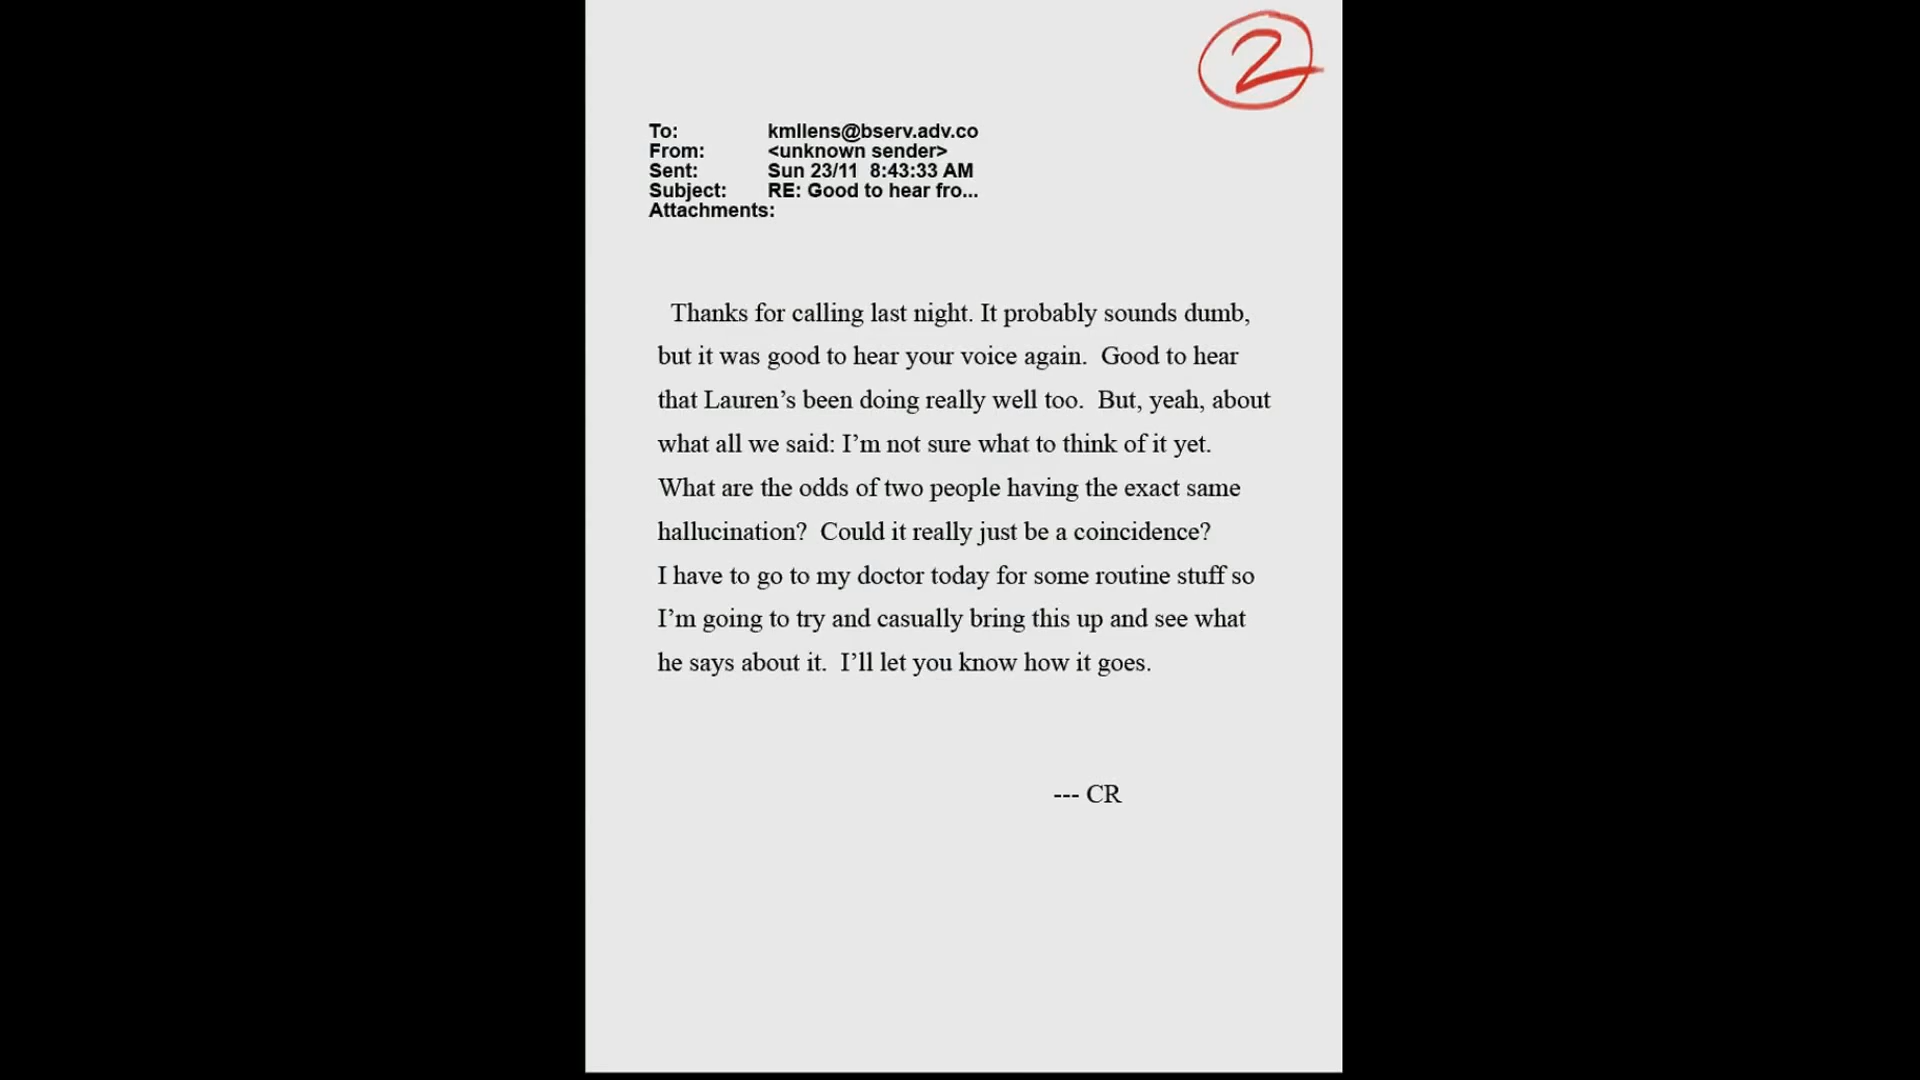 2
To: kmllens@bserv.adv.co
From: <unknown sender>
Sent: Sun 23/11 8:43:33 AM
Subject: RE: Good to hear fro...
Attachments:
Thanks for calling last night. It probably sounds dumb,
but it was good to hear your voice again. Good to hear
that Lauren’s been doing really well too. But, yeah, about
what all we said: I’m not sure what to think of it yet.
What are the odds of two people having the exact same
hallucination? Could it really just be a coincidence?
I have to go to my doctor today for some routine stuff so
I’m going to try and casually bring this up and see what
he says about it. I’ll let you know how it goes.
--- CR